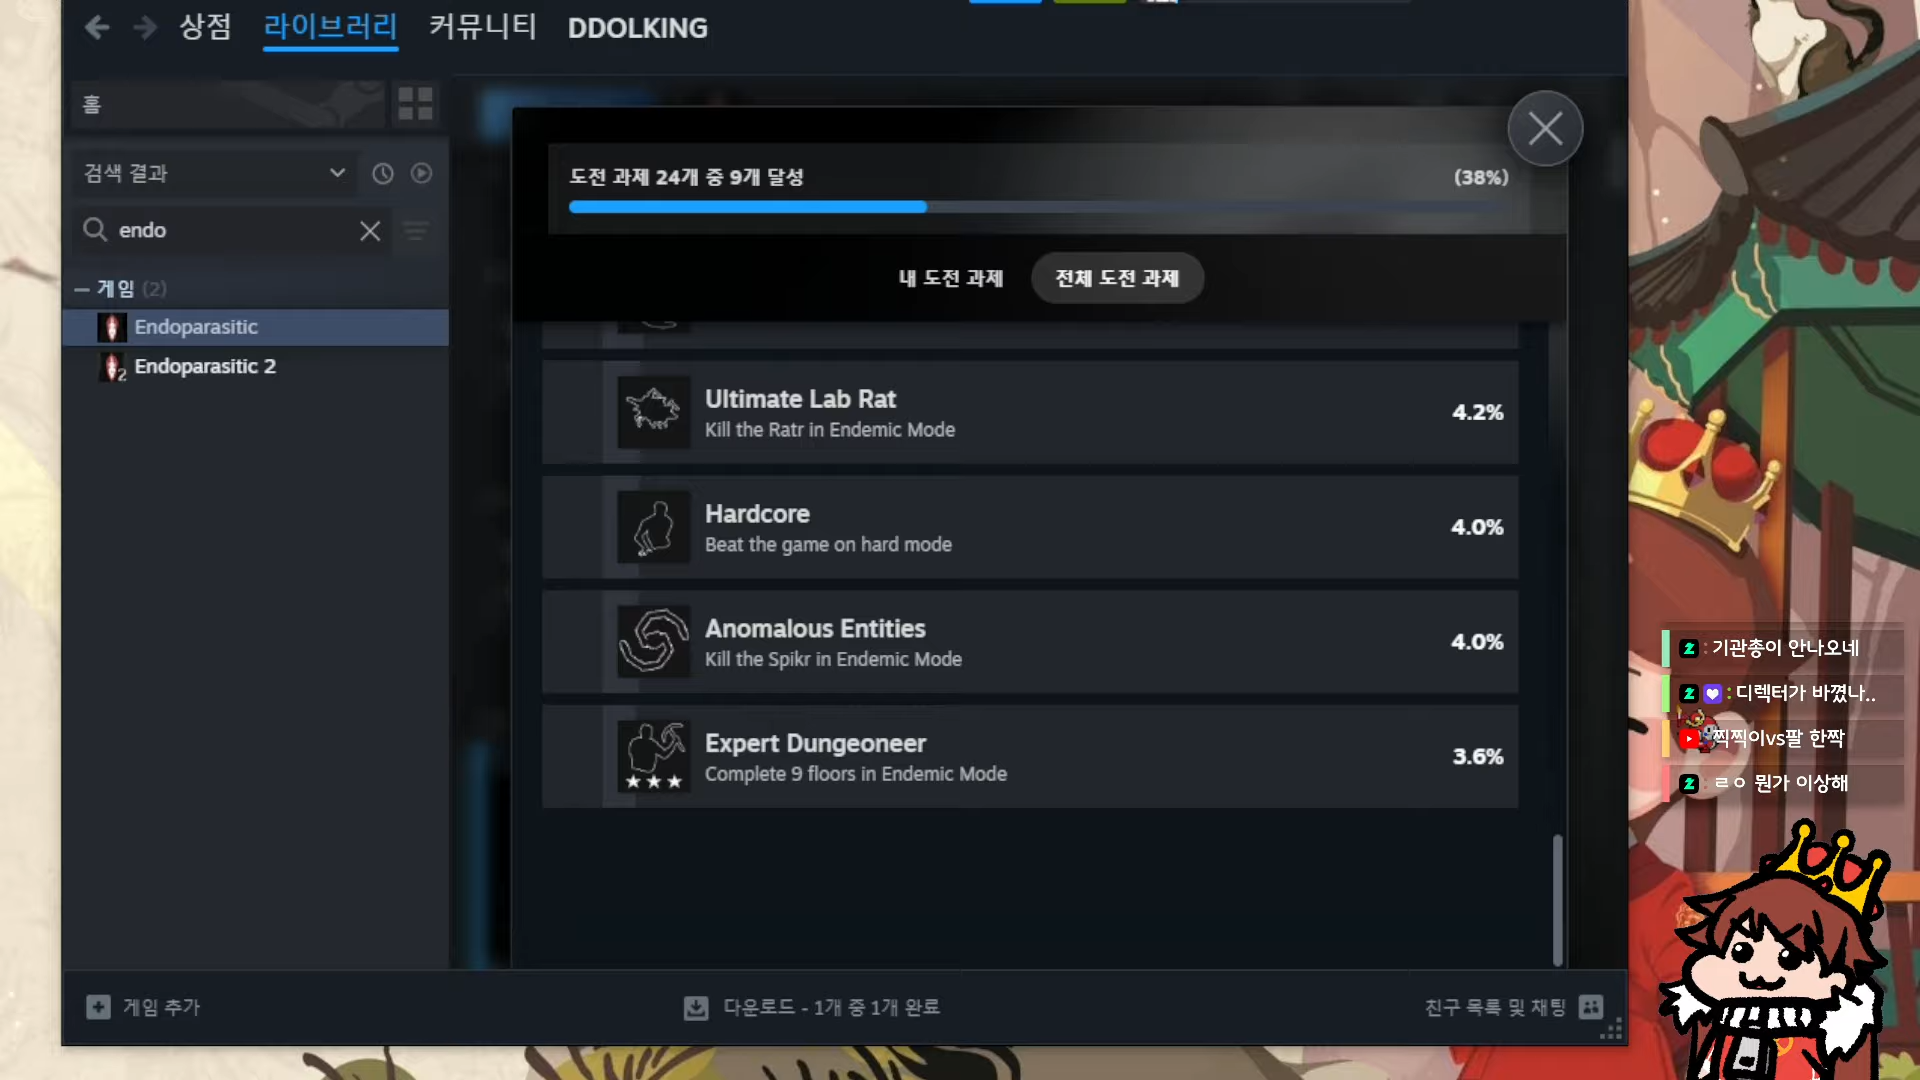 상점 라이브러리 커뮤니티 DDOLKING
홈
검색 결과
endo
— 게임 (2)
Endoparasitic
Endoparasitic 2
도전 과제 24개 중 9개 달성 (38%)
내 도전 과제 전체 도전 과제
Ultimate Lab Rat
Kill the Ratr in Endemic Mode
4.2%
Hardcore
Beat the game on hard mode
4.0%
Anomalous Entities
Kill the Spikr in Endemic Mode
4.0%
Expert Dungeoneer
Complete 9 floors in Endemic Mode
3.6%
: 기관총이 안나오네
: 디렉터가 바꼈나..
찍찍이vs팔 한짝
: ㄹㅇ 뭔가 이상해
게임 추가
다운로드 - 1개 중 1개 완료
친구 목록 및 채팅